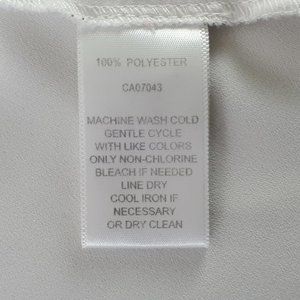 100% POLYESTER
CA07043
MACHINE WASH COLD
GENTLE CYCLE
WITH LIKE COLORS
ONLY NON-CHLORINE
BLEACH IF NEEDED
LINE DRY
COOL IRON IF
NECESSARY
OR DRY CLEAN